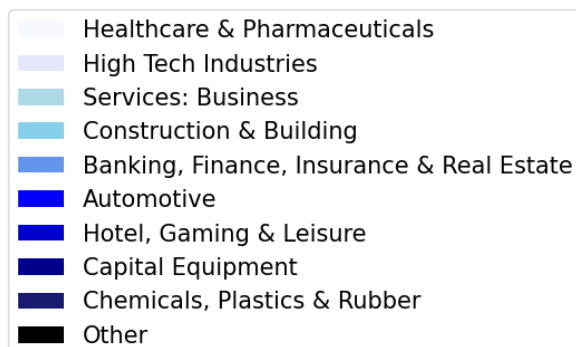 Healthcare & Pharmaceuticals
High Tech Industries
Services: Business
Construction & Building
Banking, Finance, Insurance & Real Estate
Automotive
Hotel, Gaming & Leisure
Capital Equipment
Chemicals, Plastics & Rubber
Other